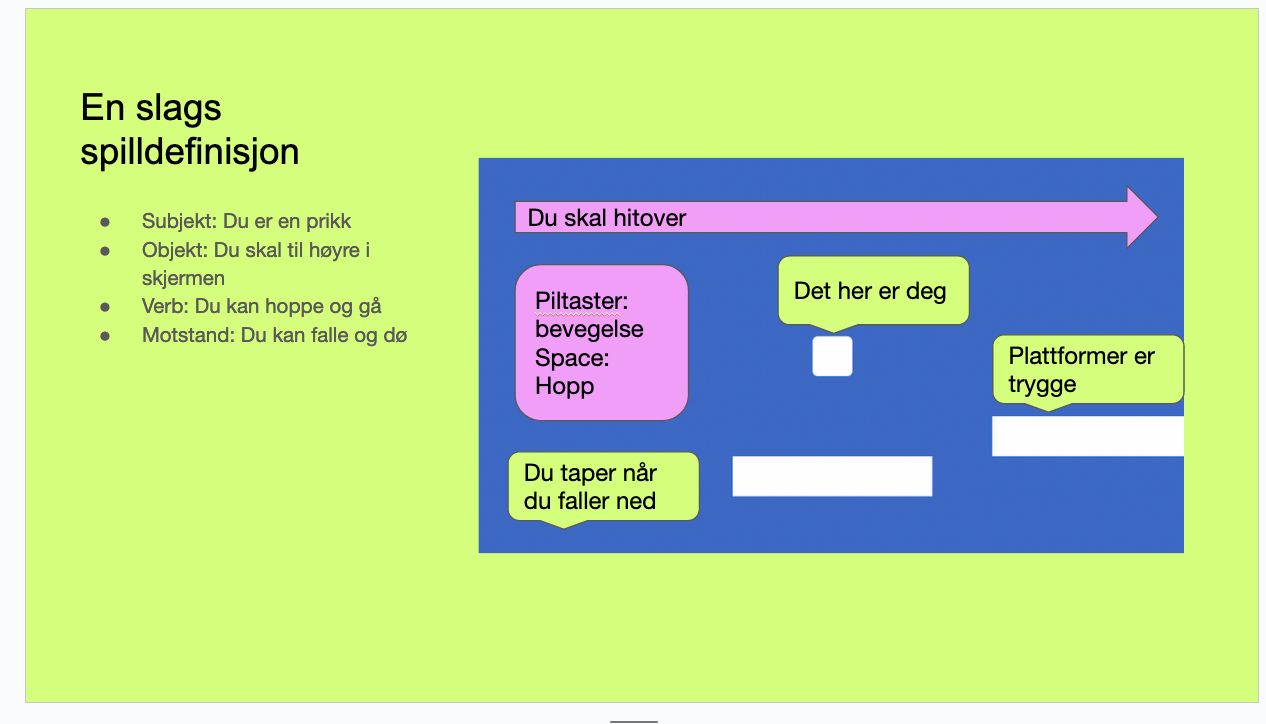 En slags
spilldefinisjon
● Subjekt: Du er en prikk
● Objekt: Du skal til høyre i
skjermen
● Verb: Du kan hoppe og gå
● Motstand: Du kan falle og dø
Du skal hitover
Piltaster:
bevegelse
Space:
Hopp
Det her er deg
Plattformer er
trygge
Du taper når
du faller ned